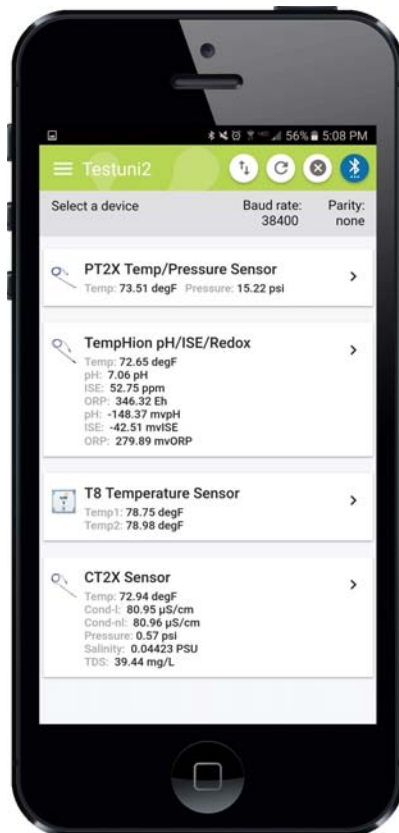 56% 5:08 PM
Testuni2
Select a device Baud rate: Parity:
38400 none
PT2X Temp/Pressure Sensor
Temp: 73.51 degF Pressure: 15.22 psi
TempHion pH/ISE/Redox
Temp: 72.65 degF
pH: 7.06 pH
ISE: 52.75 ppm
ORP: 346.32 Eh
pH: -148.37 mvpH
ISE: -42.51 mvISE
ORP: 279.89 mvORP
T8 Temperature Sensor
Temp1: 78.75 degF
Temp2: 78.98 degF
CT2X Sensor
Temp: 72.94 degF
Cond-l: 80.95 µS/cm
Cond-nl: 80.96 µS/cm
Pressure: 0.57 psi
Salinity: 0.04423 PSU
TDS: 39.44 mg/L